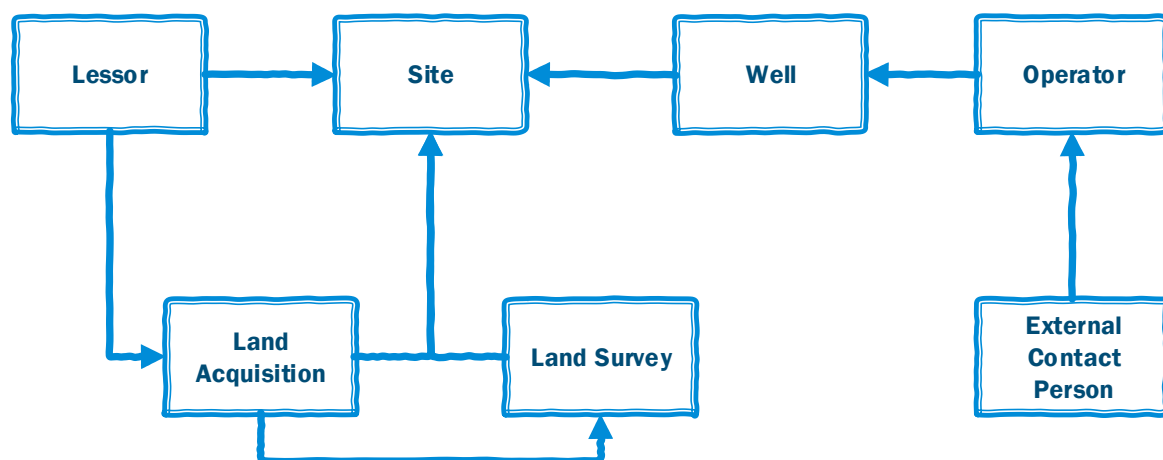 Lessor
Site
Well
Operator
Land
Acquisition
Land Survey
External
Contact
Person